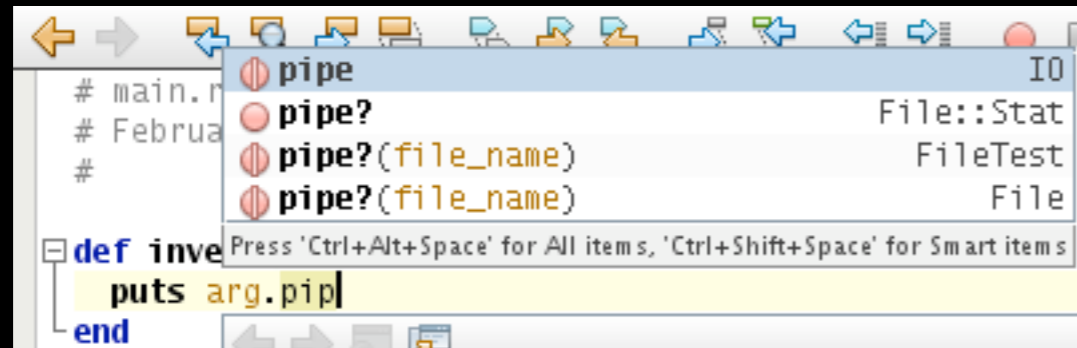 pipe IO
# main.r
pipe? File::Stat
# Februa
pipe?(file_name) FileTest
#
pipe?(file_name) File
def inve
Press 'Ctrl+Alt+Space' for All items, 'Ctrl+Shift+Space' for Smart items
puts arg.pip
end